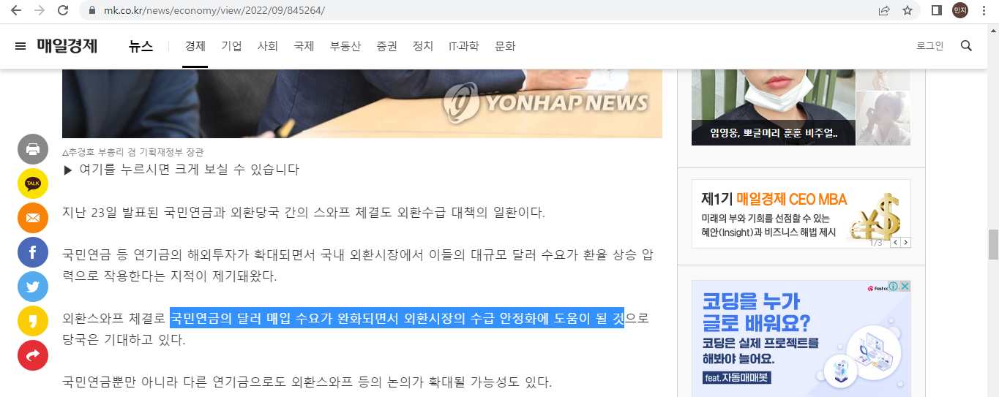 mk.co.kr/news/economy/view/2022/09/845264/
민지
매일경제 뉴스 경제 기업 사회 국제 부동산 증권 정치 IT·과학 문화 로그인
YONHAP NEWS
임영웅, 뽀글머리 훈훈 비주얼..
△추경호 부총리 겸 기획재정부 장관
▶ 여기를 누르시면 크게 보실 수 있습니다
TALK
제1기 매일경제 CEO MBA
미래의 부와 기회를 선점할 수 있는
혜안(Insight)과 비즈니스 해법 제시
1/3
지난 23일 발표된 국민연금과 외환당국 간의 스와프 체결도 외환수급 대책의 일환이다.
국민연금 등 연기금의 해외투자가 확대되면서 국내 외환시장에서 이들의 대규모 달러 수요가 환율 상승 압
력으로 작용한다는 지적이 제기돼왔다.
외환스와프 체결로 국민연금의 달러 매입 수요가 완화되면서 외환시장의 수급 안정화에 도움이 될 것으로
당국은 기대하고 있다.
국민연금뿐만 아니라 다른 연기금으로도 외환스와프 등의 논의가 확대될 가능성도 있다.
코딩을 누가
글로 배워요?
코딩은 실제 프로젝트를
해봐야 늘어요.
feat.자동매매봇